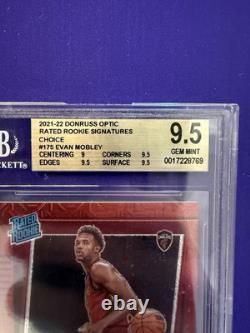 2021-22 DONRUSS OPTIC
RATED ROOKIE SIGNATURES
CHOICE
#175 EVAN MOBLEY
CENTERING 9 CORNERS 9.5
EDGES 9.5 SURFACE 9.5
9.5
GEM MINT
0017229769
CKETT
RATED
ROOKIE